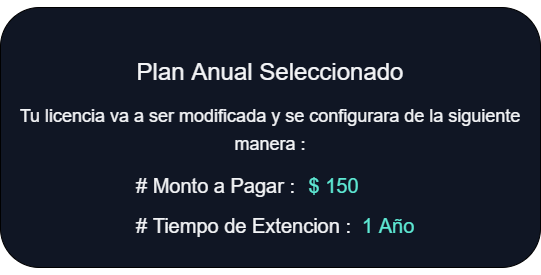 Plan Anual Seleccionado
Tu licencia va a ser modificada y se configurara de la siguiente
manera :
# Monto a Pagar : $ 150
# Tiempo de Extencion : 1 Año